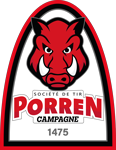 SOCIÉTÉ DE TIR
PORREN
CAMPAGNE
1475